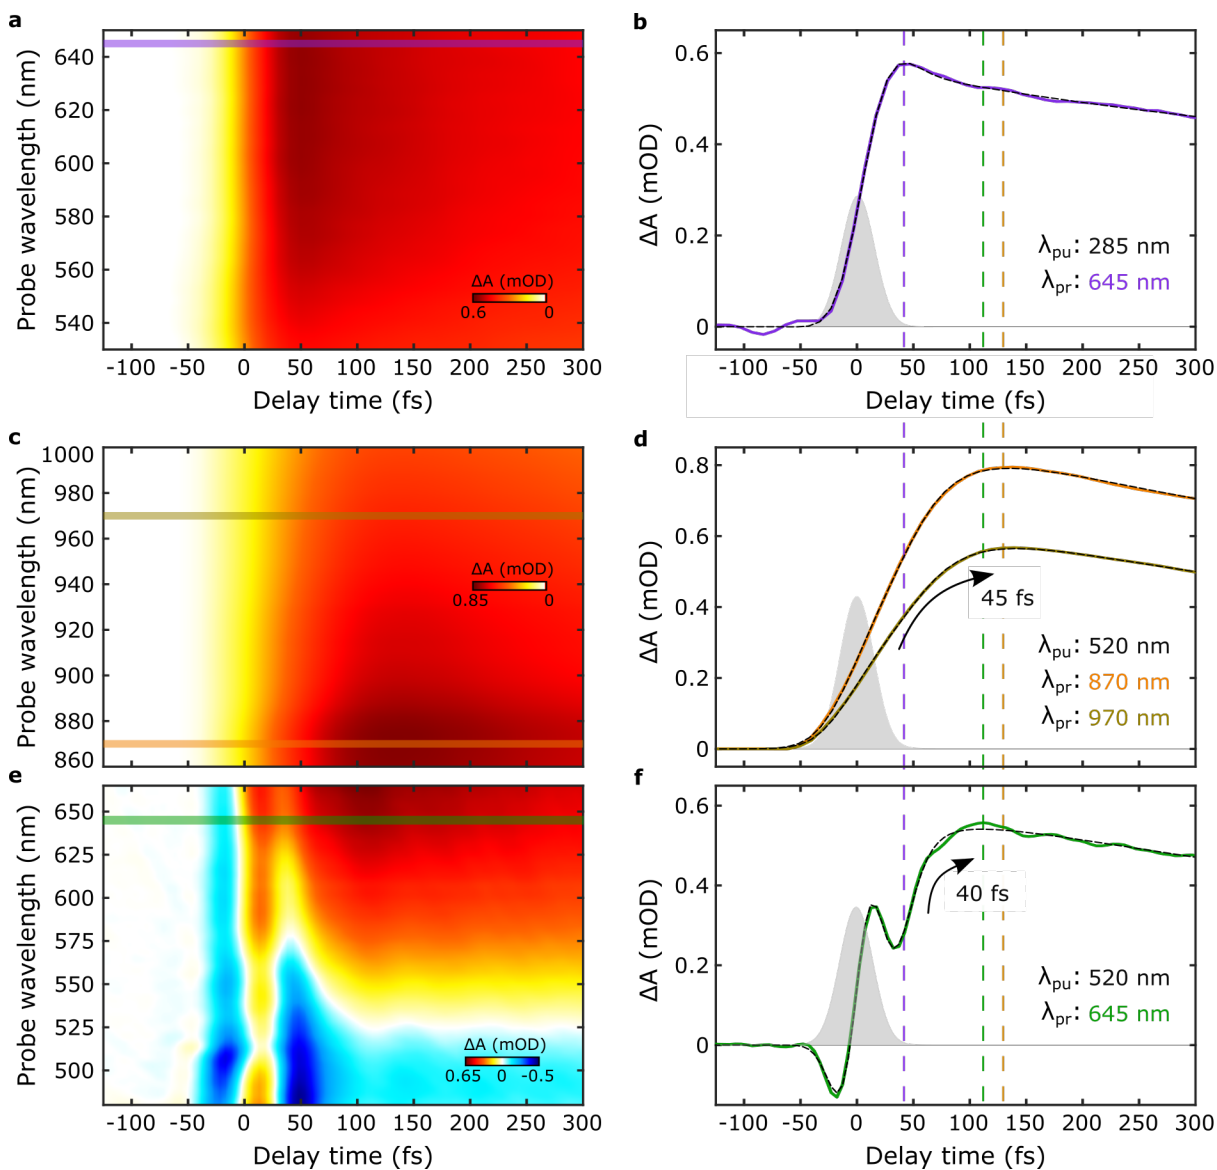 a
Probe wavelength (nm)
640
620
600
580
560
540
ΔA (mOD)
0.6 0
-100 -50 0 50 100 150 200 250 300
Delay time (fs)
b
ΔA (mOD)
0.6
0.4
0.2
0
λpu: 285 nm
λpr: 645 nm
-100 -50 0 50 100 150 200 250 300
Delay time (fs)
c
Probe wavelength (nm)
1000
980
960
940
920
900
880
860
ΔA (mOD)
0.85 0
d
ΔA (mOD)
0.8
0.6
0.4
0.2
0
45 fs
λpu: 520 nm
λpr: 870 nm
λpr: 970 nm
e
Probe wavelength (nm)
650
625
600
575
550
525
500
ΔA (mOD)
0.65 0 -0.5
-100 -50 0 50 100 150 200 250 300
Delay time (fs)
f
ΔA (mOD)
0.6
0.4
0.2
0
40 fs
λpu: 520 nm
λpr: 645 nm
-100 -50 0 50 100 150 200 250 300
Delay time (fs)